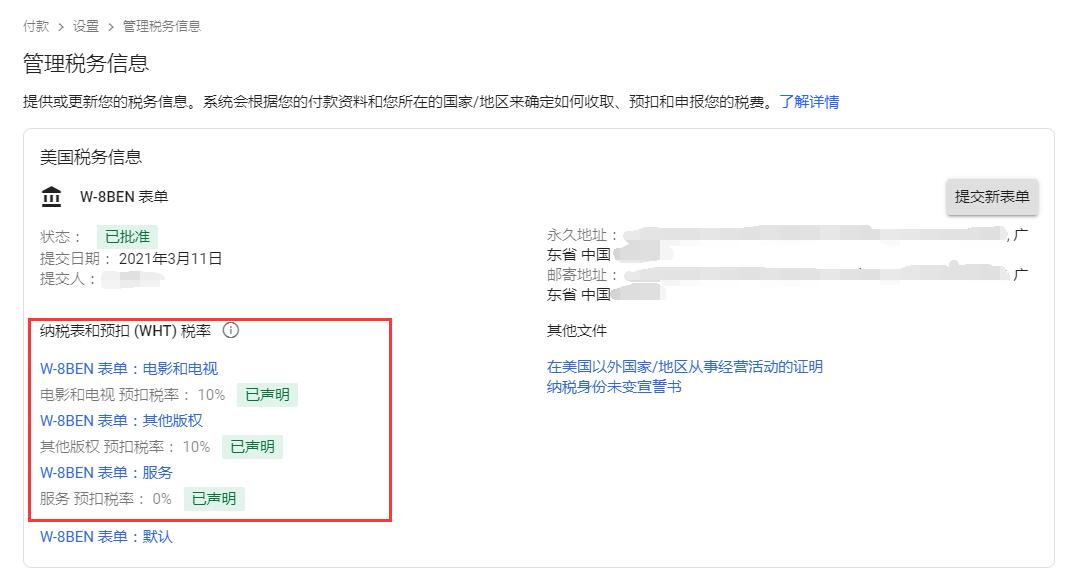 付款 > 设置 > 管理税务信息
管理税务信息
提供或更新您的税务信息。系统会根据您的付款资料和您所在的国家/地区来确定如何收取、预扣和申报您的税费。了解详情
美国税务信息
W-8BEN 表单
提交新表单
状态： 已批准
提交日期： 2021年3月11日
提交人：
永久地址： , 广
东省 中国
邮寄地址： 广
东省 中国
纳税表和预扣 (WHT) 税率
W-8BEN 表单：电影和电视
电影和电视 预扣税率： 10% 已声明
W-8BEN 表单：其他版权
其他版权 预扣税率： 10% 已声明
W-8BEN 表单：服务
服务 预扣税率： 0% 已声明
W-8BEN 表单：默认
其他文件
在美国以外国家/地区从事经营活动的证明
纳税身份未变宣誓书